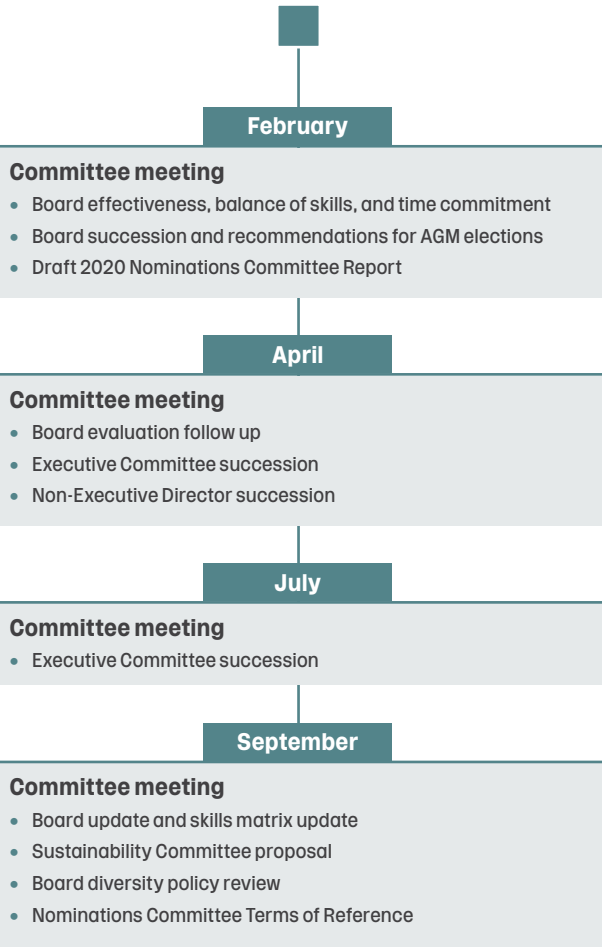 February
Committee meeting
• Board effectiveness, balance of skills, and time commitment
• Board succession and recommendations for AGM elections
• Draft 2020 Nominations Committee Report
April
Committee meeting
• Board evaluation follow up
• Executive Committee succession
• Non-Executive Director succession
July
Committee meeting
• Executive Committee succession
September
Committee meeting
• Board update and skills matrix update
• Sustainability Committee proposal
• Board diversity policy review
• Nominations Committee Terms of Reference